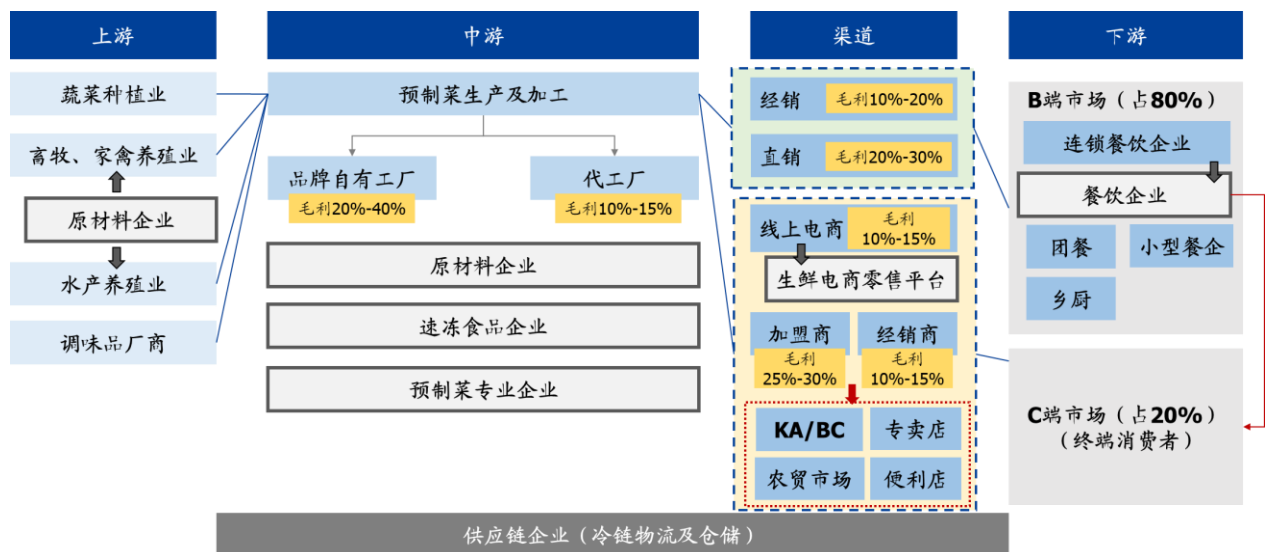 上游
蔬菜种植业
畜牧、家禽养殖业
原材料企业
水产养殖业
调味品厂商
中游
预制菜生产及加工
品牌自有工厂
毛利20%-40%
代工厂
毛利10%-15%
原材料企业
速冻食品企业
预制菜专业企业
渠道
经销
毛利10%-20%
直销
毛利20%-30%
线上电商
毛利
10%-15%
生鲜电商零售平台
加盟商
毛利
25%-30%
经销商
毛利
10%-15%
KA/BC
专卖店
农贸市场
便利店
下游
B端市场（占80%）
连锁餐饮企业
餐饮企业
团餐
小型餐企
乡厨
C端市场（占20%）
（终端消费者）
供应链企业（冷链物流及仓储）